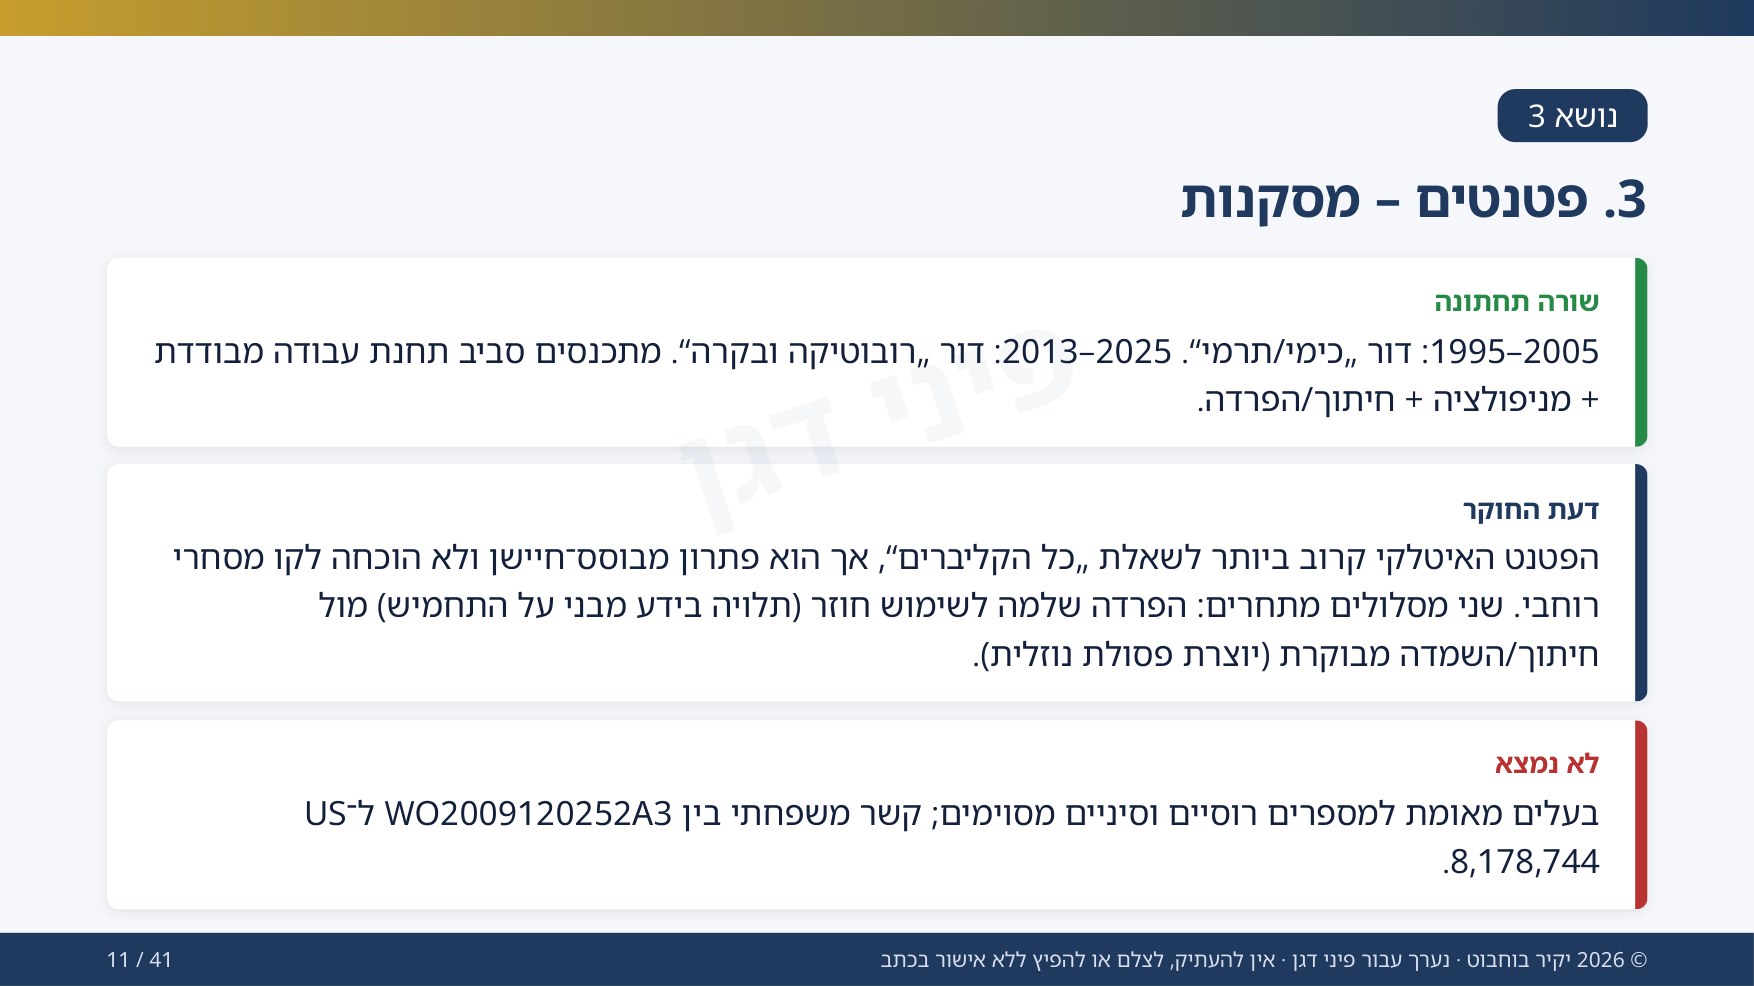 נושא 3
3. פטנטים – מסקנות
שורה תחתונה
1995–2005: דור „כימי/תרמי“. 2013–2025: דור „רובוטיקה ובקרה“. מתכנסים סביב תחנת עבודה מבודדת
+ מניפולציה + חיתוך/הפרדה.
פיני דגן
דעת החוקר
הפטנט האיטלקי קרוב ביותר לשאלת „כל הקליברים“, אך הוא פתרון מבוסס־חיישן ולא הוכחה לקו מסחרי
רוחבי. שני מסלולים מתחרים: הפרדה שלמה לשימוש חוזר (תלויה בידע מבני על התחמיש) מול
חיתוך/השמדה מבוקרת (יוצרת פסולת נוזלית).
לא נמצא
בעלים מאומת למספרים רוסיים וסיניים מסוימים; קשר משפחתי בין WO2009120252A3 ל־US
8,178,744.
© 2026 יקיר בוחבוט · נערך עבור פיני דגן · אין להעתיק, לצלם או להפיץ ללא אישור בכתב
11 / 41